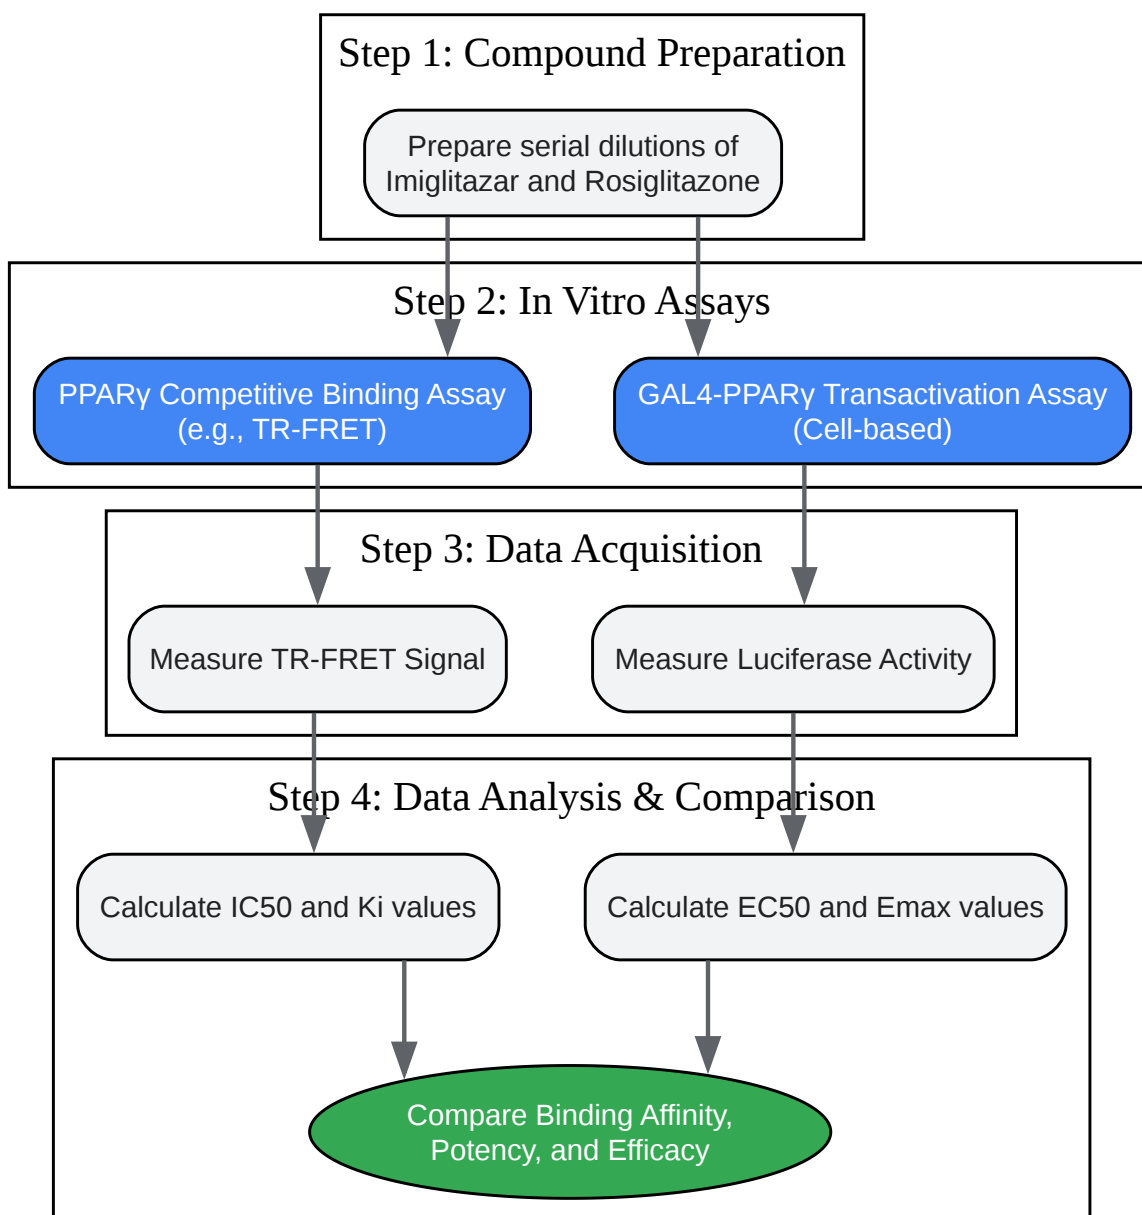 Step 1: Compound Preparation
Prepare serial dilutions of
Imiglitazar and Rosiglitazone
Step 2: In Vitro Assays
PPARγ Competitive Binding Assay
(e.g., TR-FRET)
GAL4-PPARγ Transactivation Assay
(Cell-based)
Step 3: Data Acquisition
Measure TR-FRET Signal
Measure Luciferase Activity
Step 4: Data Analysis & Comparison
Calculate IC50 and Ki values
Calculate EC50 and Emax values
Compare Binding Affinity,
Potency, and Efficacy